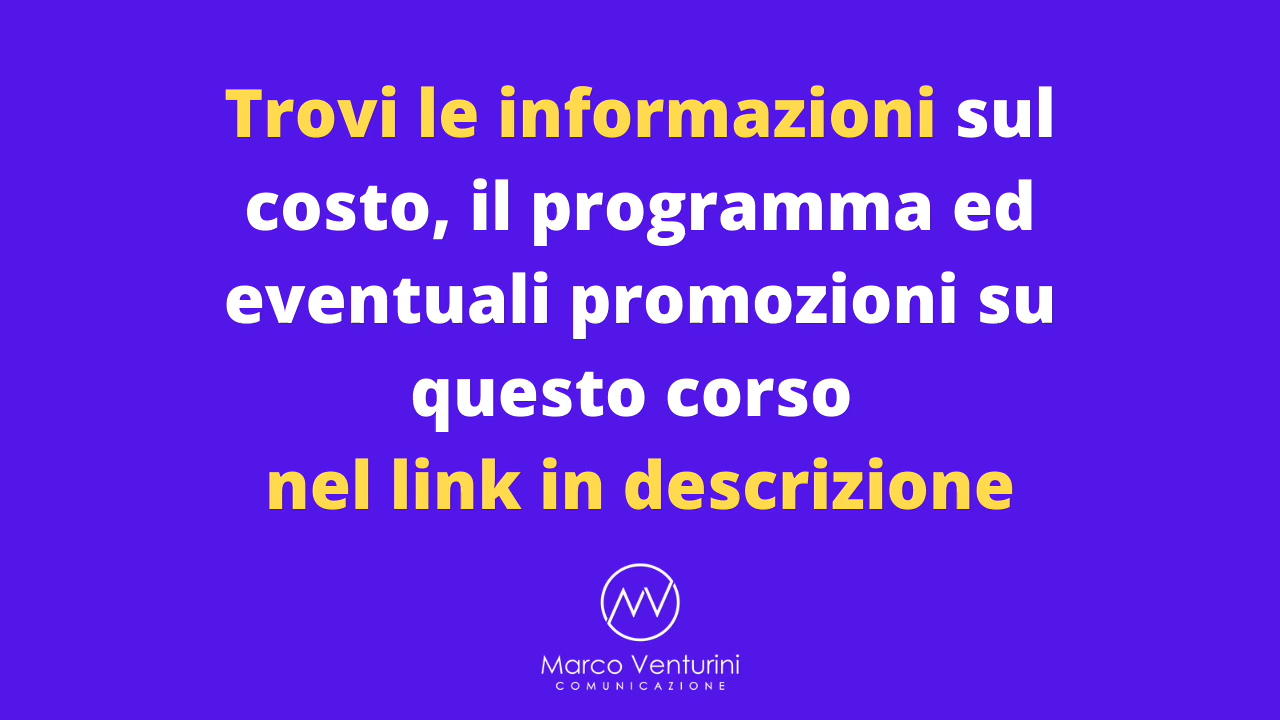 Trovi le informazioni sul
costo, il programma ed
eventuali promozioni su
questo corso
nel link in descrizione
Marco Venturini
COMUNICAZIONE